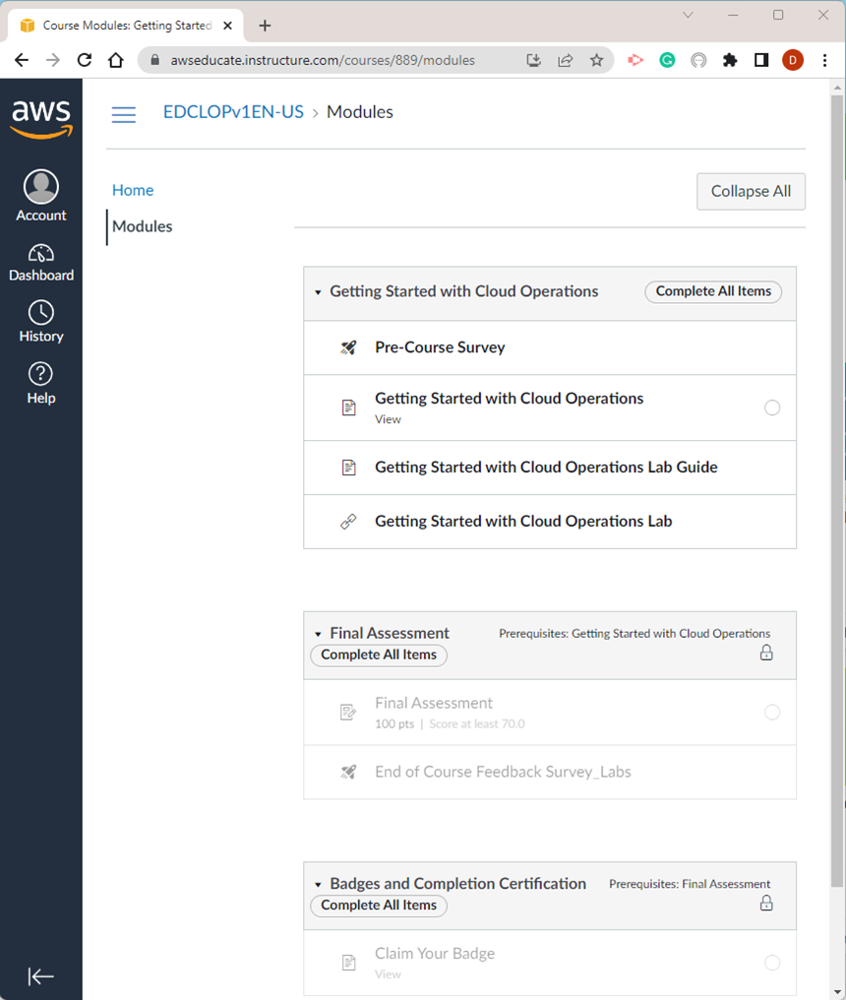 Course Modules: Getting Started
awseducate.instructure.com/courses/889/modules
D
aws
EDCLOPv1EN-US > Modules
Account
Dashboard
History
Help
Home
Modules
Collapse All
Getting Started with Cloud Operations
Complete All Items
Pre-Course Survey
Getting Started with Cloud Operations
View
Getting Started with Cloud Operations Lab Guide
Getting Started with Cloud Operations Lab
Final Assessment
Prerequisites: Getting Started with Cloud Operations
Complete All Items
Final Assessment
100 pts | Score at least 70.0
End of Course Feedback Survey_Labs
Badges and Completion Certification
Prerequisites: Final Assessment
Complete All Items
Claim Your Badge
View